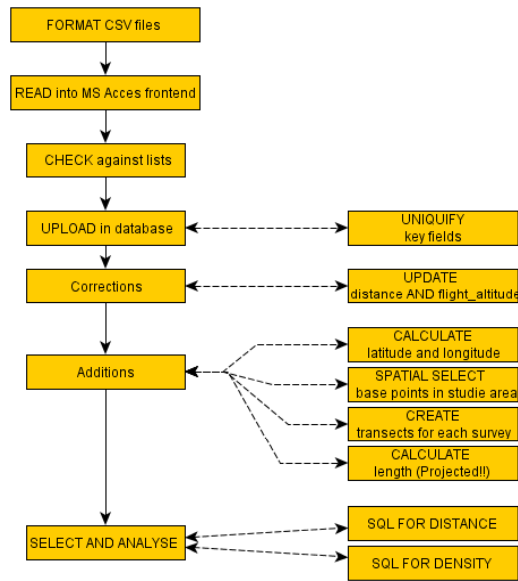 FORMAT CSV files
READ into MS Acces frontend
CHECK against lists
UPLOAD in database
UNIQUIFY
key fields
Corrections
UPDATE
distance AND flight_altitude
Additions
CALCULATE
latitude and longitude
SPATIAL SELECT
base points in studie area
CREATE
transects for each survey
CALCULATE
length (Projected!!)
SELECT AND ANALYSE
SQL FOR DISTANCE
SQL FOR DENSITY